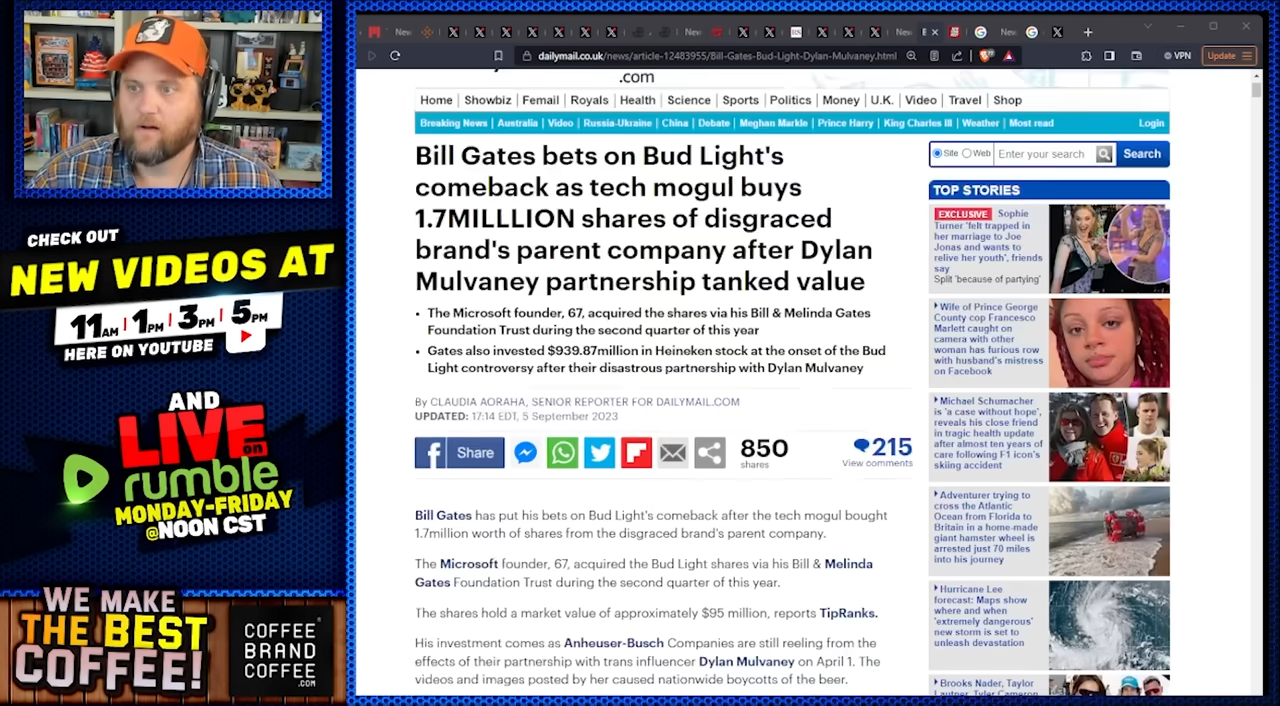 New
New
New
E
RS
VPN
Update
dailymail.co.uk/news/article-12483955/Bill-Gates-Bud-Light-Dylan-Mulvaney.html
.com
Home | Showbiz | Femail | Royals | Health | Science | Sports | Politics | Money | U.K. | Video | Travel | Shop
Breaking News | Australia | Video | Russia-Ukraine | China | Debate | Meghan Markle | Prince Harry | King Charles III | Weather | Most read
Login
Bill Gates bets on Bud Light's
comeback as tech mogul buys
1.7MILLLION shares of disgraced
brand's parent company after Dylan
Mulvaney partnership tanked value
• The Microsoft founder, 67, acquired the shares via his Bill & Melinda Gates
Foundation Trust during the second quarter of this year
• Gates also invested $939.87million in Heineken stock at the onset of the Bud
Light controversy after their disastrous partnership with Dylan Mulvaney
By CLAUDIA AORAHA, SENIOR REPORTER FOR DAILYMAIL.COM
UPDATED: 17:14 EDT, 5 September 2023
Share
850
shares
215
View comments
Bill Gates has put his bets on Bud Light's comeback after the tech mogul bought
1.7million worth of shares from the disgraced brand's parent company.
The Microsoft founder, 67, acquired the Bud Light shares via his Bill & Melinda
Gates Foundation Trust during the second quarter of this year.
The shares hold a market value of approximately $95 million, reports TipRanks.
His investment comes as Anheuser-Busch Companies are still reeling from the
effects of their partnership with trans influencer Dylan Mulvaney on April 1. The
videos and images posted by her caused nationwide boycotts of the beer.
Site Web Enter your search Search
TOP STORIES
EXCLUSIVE Sophie
Turner 'felt trapped in
her marriage to Joe
Jonas and wants to
relive her youth', friends
say
Split 'because of partying'
Wife of Prince George
County cop Francesco
Marlett caught on
camera with other
woman has furious row
with husband's mistress
on Facebook
Michael Schumacher
is 'a case without hope',
reveals his close friend
in tragic health update
after almost ten years of
care following F1 icon's
skiing accident
Adventurer trying to
cross the Atlantic
Ocean from Florida to
Britain in a home-made
giant hamster wheel is
arrested just 70 miles
into his journey
Hurricane Lee
forecast: Maps show
where and when
'extremely dangerous'
new storm is set to
unleash devastation
Brooks Nader, Taylor
Lautner, Tyler Cameron
CHECK OUT
NEW VIDEOS AT
11AM | 1PM | 3PM | 5PM
HERE ON YOUTUBE
AND
LIVE on
rumble
MONDAY-FRIDAY
@NOON CST
WE MAKE
THE BEST
COFFEE!
COFFEE
BRAND
COFFEE
.COM